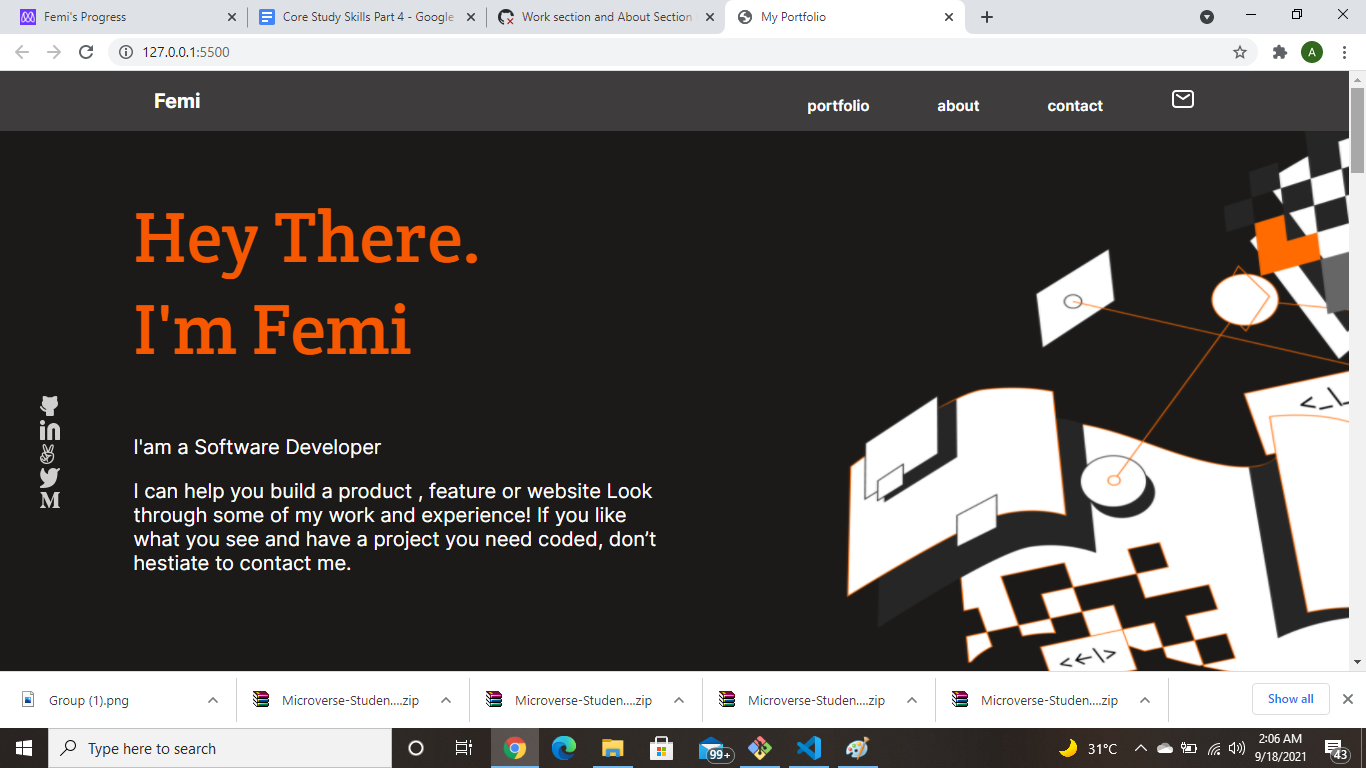 Femi's Progress
Core Study Skills Part 4 - Google
Work section and About Section
My Portfolio
127.0.0.1:5500
A
Femi
portfolio
about
contact
Hey There.
I'm Femi
I'am a Software Developer
I can help you build a product , feature or website Look
through some of my work and experience! If you like
what you see and have a project you need coded, don’t
hestiate to contact me.
<_\
<<-\>
Group (1).png
Microverse-Studen....zip
Microverse-Studen....zip
Microverse-Studen....zip
Microverse-Studen....zip
Show all
Type here to search
99+
31°C
2:06 AM
9/18/2021
43